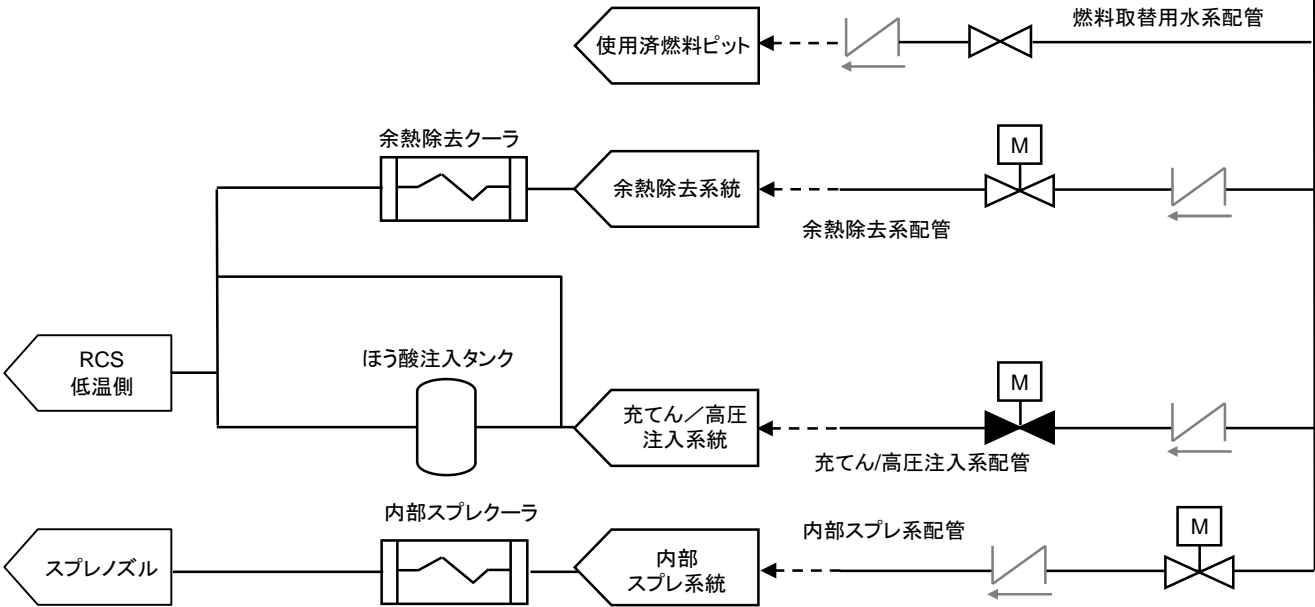 燃料取替用水系配管
使用済燃料ピット
余熱除去クーラ
M
余熱除去系統
余熱除去系配管
RCS
低温側
ほう酸注入タンク
M
充てん／高圧
注入系統
充てん/高圧注入系配管
内部スプレクーラ
内部スプレ系配管
M
スプレノズル
内部
スプレ系統